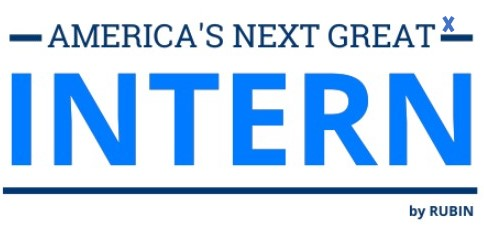 AMERICA'S NEXT GREAT X
INTERN
by RUBIN